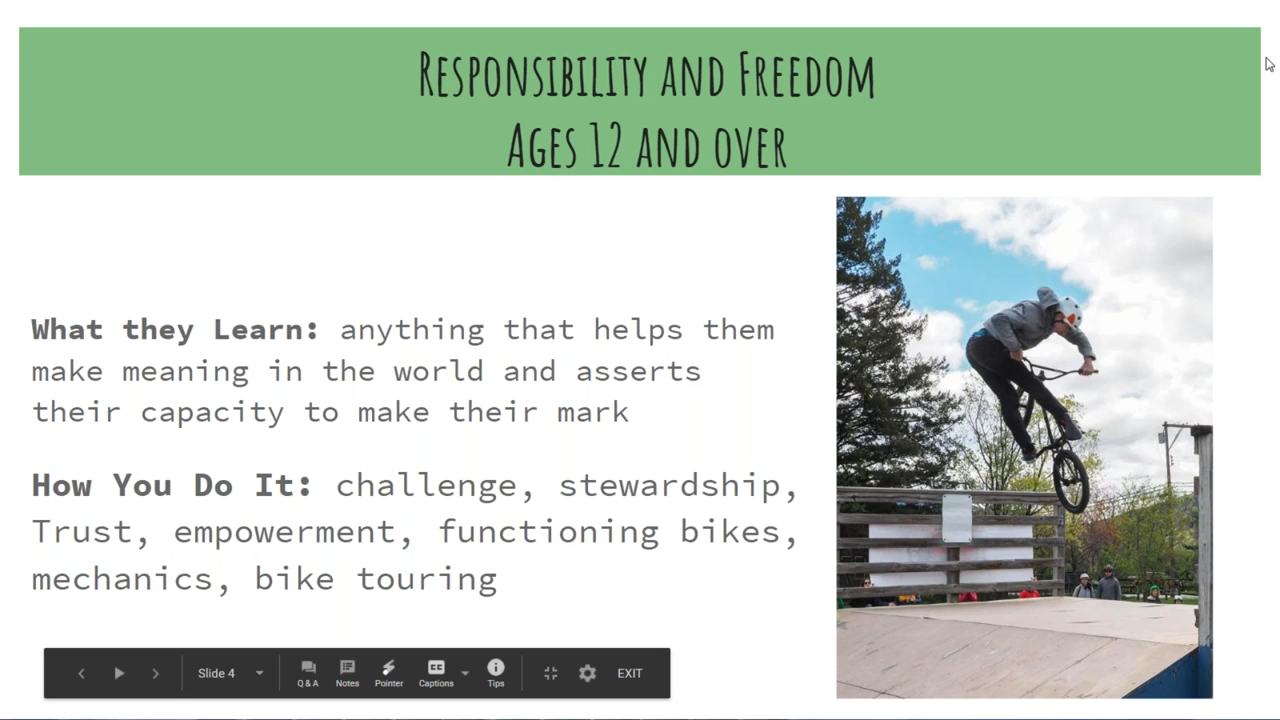 Responsibility and Freedom
Ages 12 and over
What they Learn: anything that helps them
make meaning in the world and asserts
their capacity to make their mark
How You Do It: challenge, stewardship,
Trust, empowerment, functioning bikes,
mechanics, bike touring
Slide 4
Q & A
Notes
Pointer
CC
Captions
Tips
EXIT